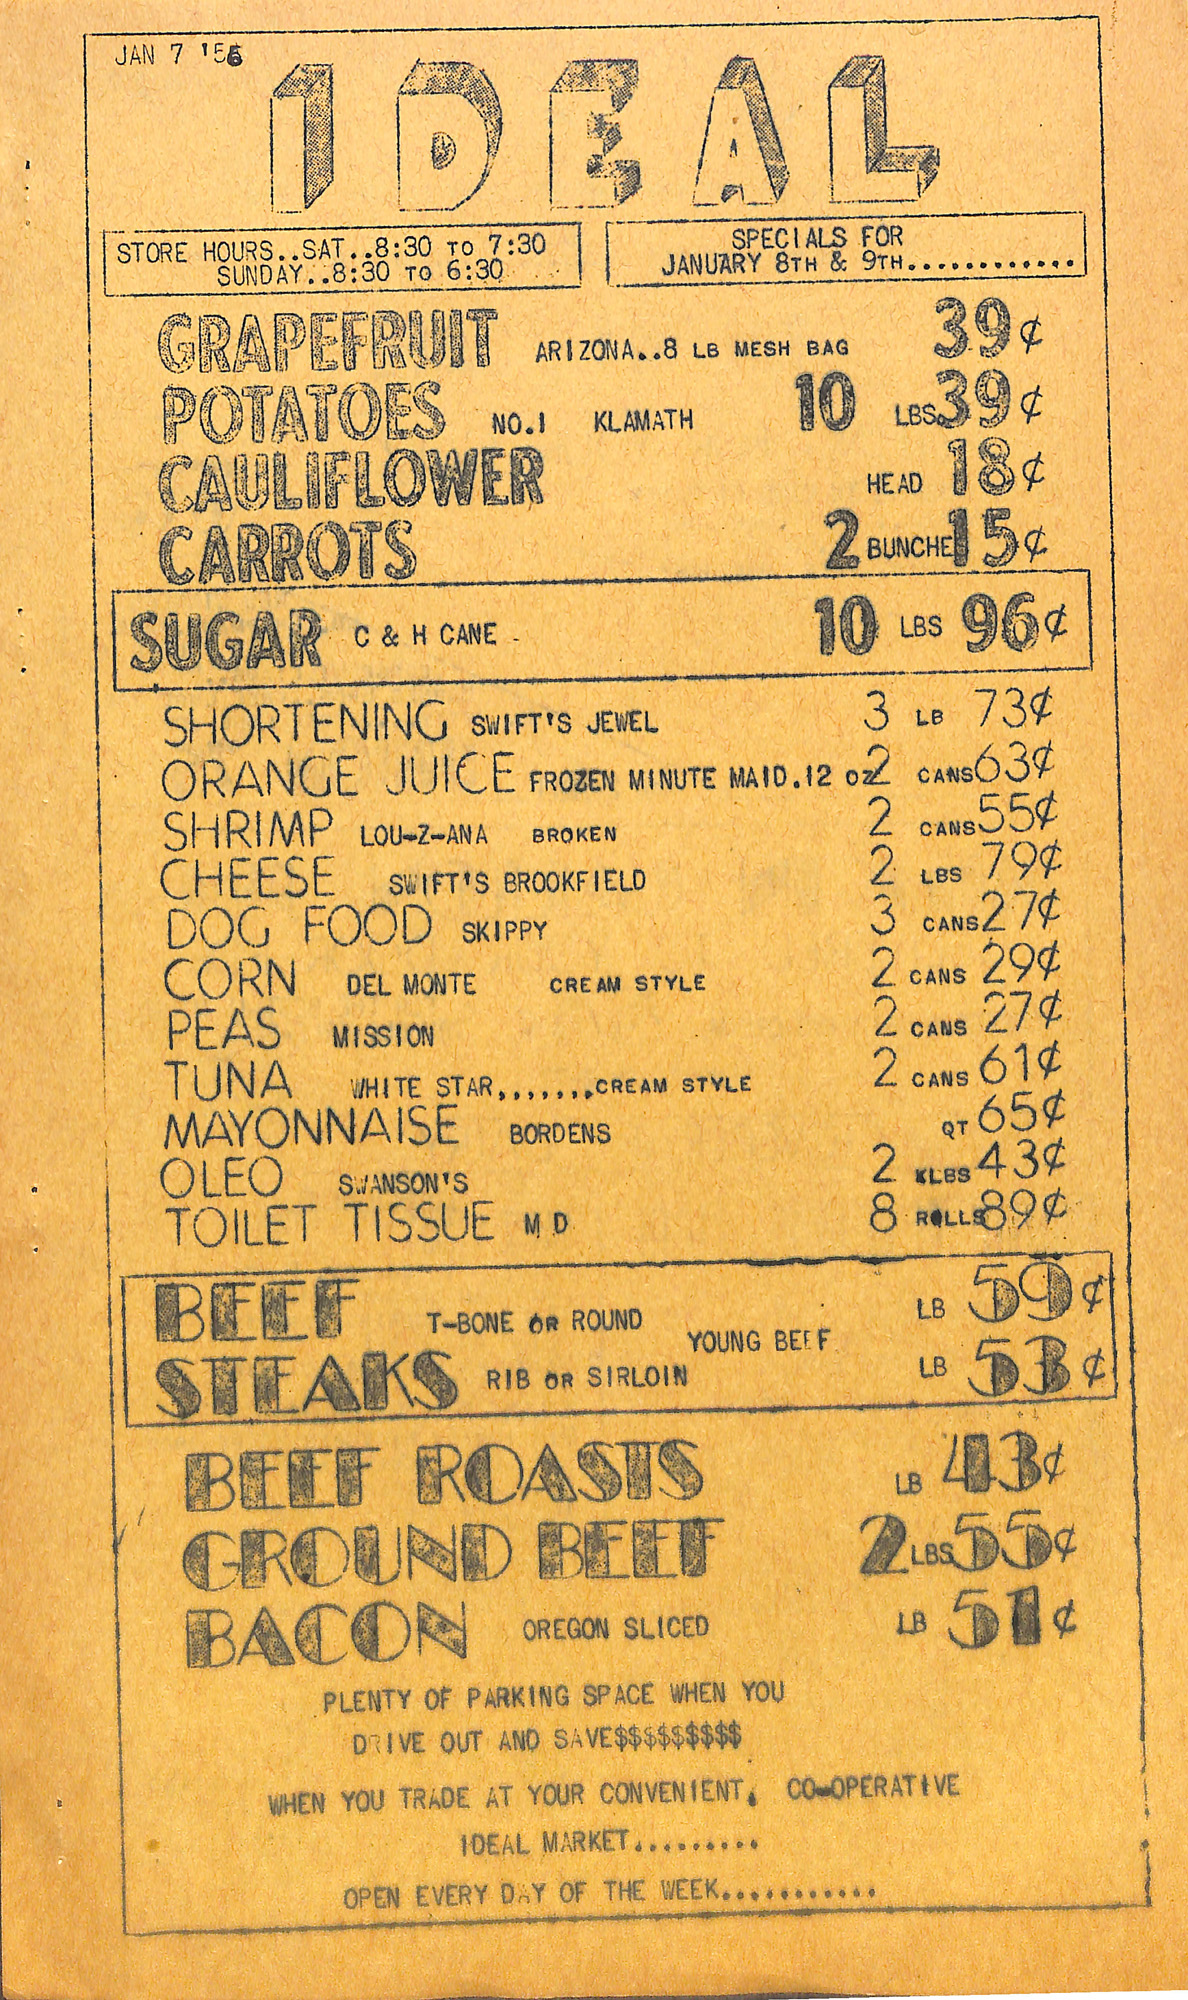 JAN 7 '56
IDEAL
STORE HOURS..SAT..8:30 TO 7:30
SUNDAY..8:30 TO 6:30
SPECIALS FOR
JANUARY 8TH & 9TH............
GRAPEFRUIT ARIZONA..8 LB MESH BAG 39¢
POTATOES NO.1 KLAMATH 10 LBS 39¢
CAULIFLOWER HEAD 18¢
CARROTS 2 BUNCHE 15¢
SUGAR C & H CANE 10 LBS 96¢
SHORTENING SWIFT'S JEWEL 3 LB 73¢
ORANGE JUICE FROZEN MINUTE MAID.12 OZ 2 CANS 63¢
SHRIMP LOU-Z-ANA BROKEN 2 CANS 55¢
CHEESE SWIFT'S BROOKFIELD 2 LBS 79¢
DOG FOOD SKIPPY 3 CANS 27¢
CORN DEL MONTE CREAM STYLE 2 CANS 29¢
PEAS MISSION 2 CANS 27¢
TUNA WHITE STAR.......CREAM STYLE 2 CANS 61¢
MAYONNAISE BORDENS QT 65¢
OLEO SWANSON'S 2 LBS 43¢
TOILET TISSUE M D 8 ROLLS 89¢
BEEF T-BONE OR ROUND LB 59¢
YOUNG BEEF
STEAKS RIB OR SIRLOIN LB 53¢
BEEF ROASTS LB 43¢
GROUND BEEF 2 LBS 55¢
BACON OREGON SLICED LB 51¢
PLENTY OF PARKING SPACE WHEN YOU
DRIVE OUT AND SAVE$$$$$$$$$
WHEN YOU TRADE AT YOUR CONVENIENT, CO-OPERATIVE
IDEAL MARKET.........
OPEN EVERY DAY OF THE WEEK...........